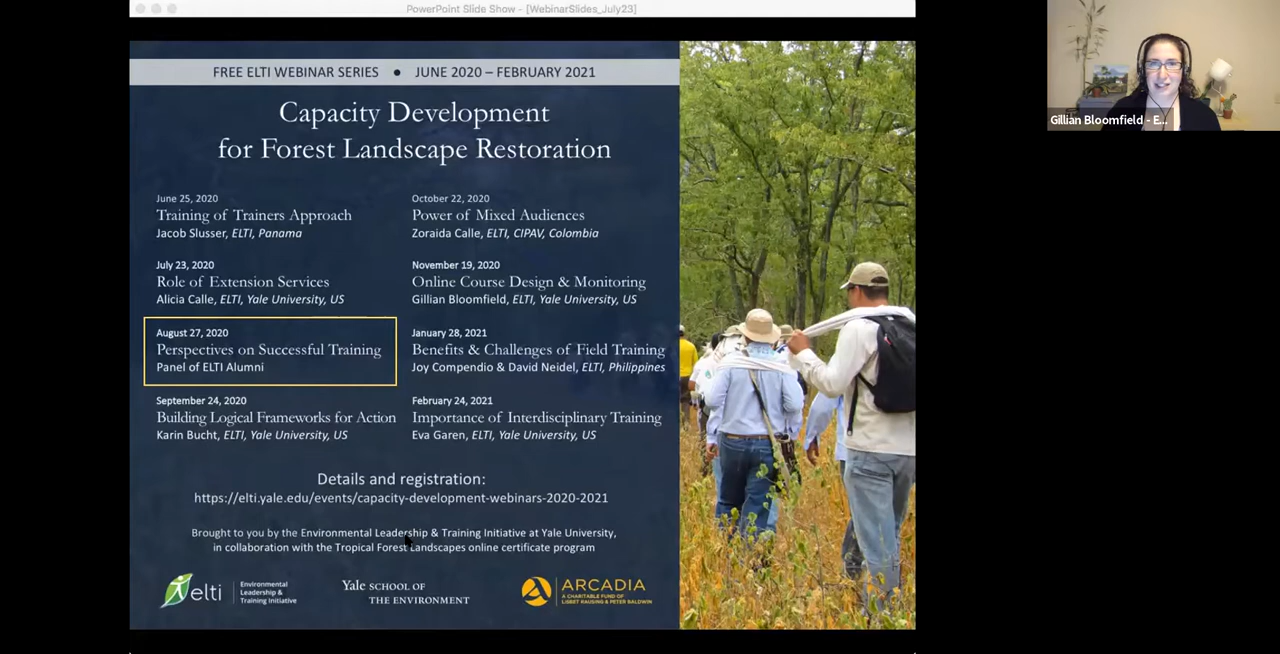 PowerPoint Slide Show - [WebinarSlides_July23]
FREE ELTI WEBINAR SERIES ● JUNE 2020 – FEBRUARY 2021
Capacity Development
for Forest Landscape Restoration
June 25, 2020
Training of Trainers Approach
Jacob Slusser, ELTI, Panama
July 23, 2020
Role of Extension Services
Alicia Calle, ELTI, Yale University, US
August 27, 2020
Perspectives on Successful Training
Panel of ELTI Alumni
September 24, 2020
Building Logical Frameworks for Action
Karin Bucht, ELTI, Yale University, US
October 22, 2020
Power of Mixed Audiences
Zoraida Calle, ELTI, CIPAV, Colombia
November 19, 2020
Online Course Design & Monitoring
Gillian Bloomfield, ELTI, Yale University, US
January 28, 2021
Benefits & Challenges of Field Training
Joy Compendio & David Neidel, ELTI, Philippines
February 24, 2021
Importance of Interdisciplinary Training
Eva Garen, ELTI, Yale University, US
Details and registration:
https://elti.yale.edu/events/capacity-development-webinars-2020-2021
Brought to you by the Environmental Leadership & Training Initiative at Yale University,
in collaboration with the Tropical Forest Landscapes online certificate program
elti
Environmental
Leadership &
Training Initiative
Yale SCHOOL OF
THE ENVIRONMENT
ARCADIA
A CHARITABLE FUND OF
LISBET RAUSING & PETER BALDWIN
Gillian Bloomfield - E...